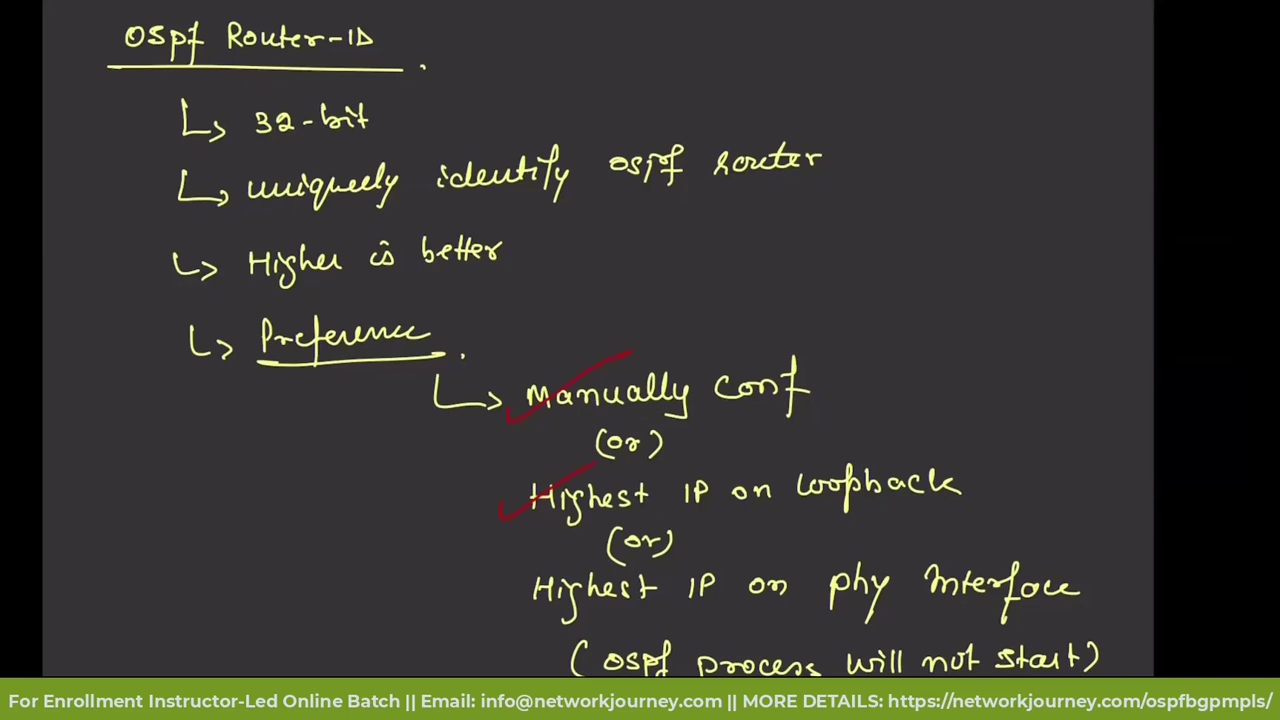 OSpf Router-ID
32-bit
uniquely identify ospf router
Higher is better
Preference
Manually conf
(or)
Highest IP on loopback
(or)
Highest IP on phy Interface
(ospf process will not start)
For Enrollment Instructor-Led Online Batch || Email: info@networkjourney.com || MORE DETAILS: https://networkjourney.com/ospfbgpmpls/